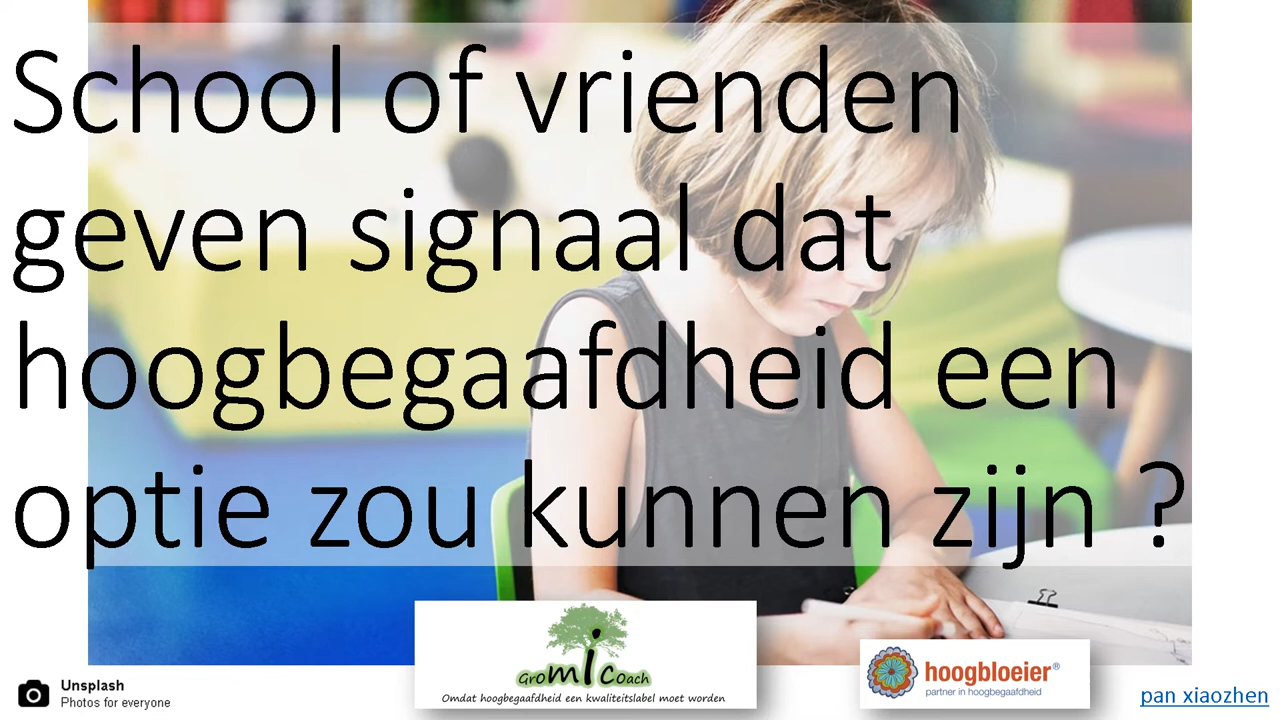 School of vrienden
geven signaal dat
hoogbegaafdheid een
optie zou kunnen zijn ?
GroMiCoach
Omdat hoogbegaafdheid een kwaliteitslabel moet worden
hoogbloeier®
partner in hoogbegaafdheid
Unsplash
Photos for everyone
pan xiaozhen